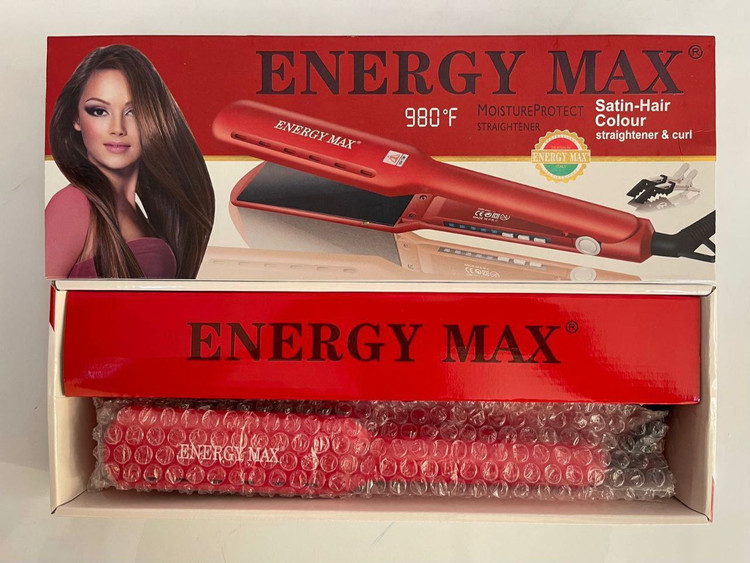 ENERGY MAX®
980°F
MOISTUREPROTECT
STRAIGHTENER
Satin-Hair
Colour
straightener & curl
ENERGY MAX®
ENERGY MAX
ENERGY MAX®
ENERGY MAX